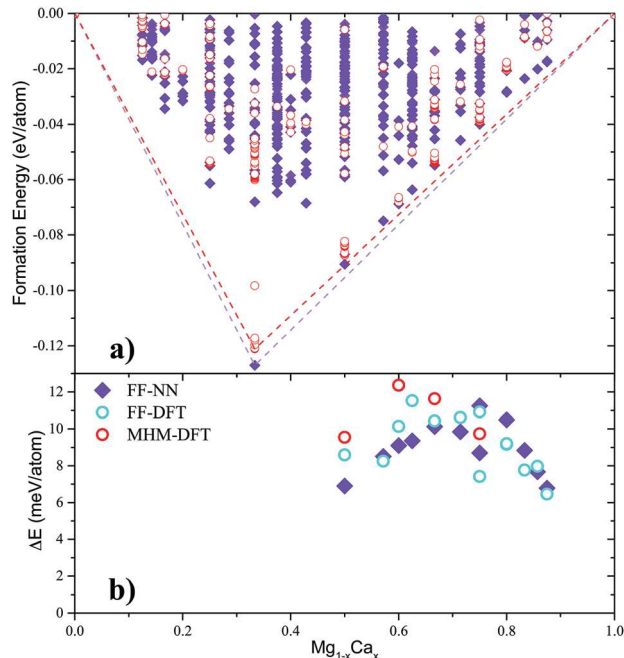 0.00
-0.02
-0.04
-0.06
-0.08
-0.10
-0.12
Formation Energy (eV/atom)
a)
12
10
8
6
4
2
0
ΔE (meV/atom)
FF-NN
FF-DFT
MHM-DFT
b)
0.0 0.2 0.4 0.6 0.8 1.0
Mg1-xCax